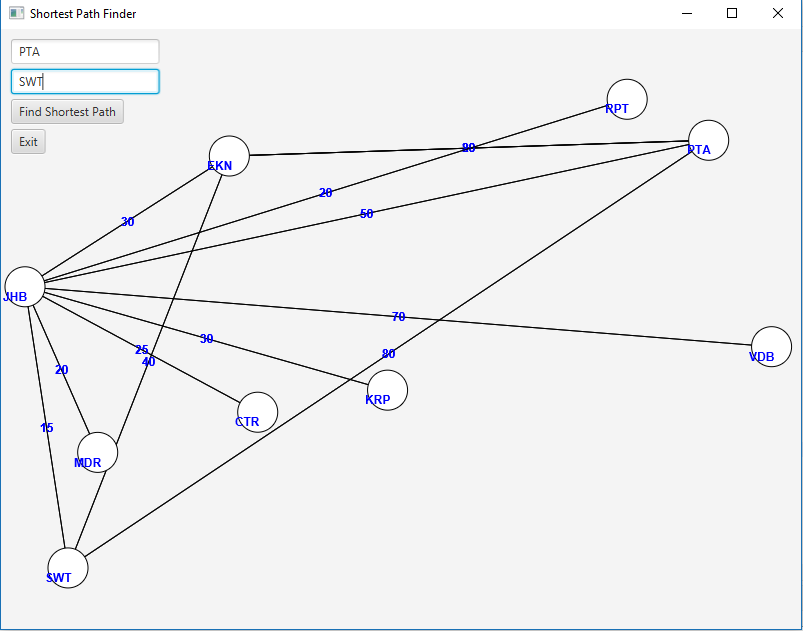 Shortest Path Finder
PTA
SWT
Find Shortest Path
Exit
RPT
PTA
EKN
20
50
30
JHB
70
30
25
80
40
VDB
20
KRP
CTR
15
MDR
SWT